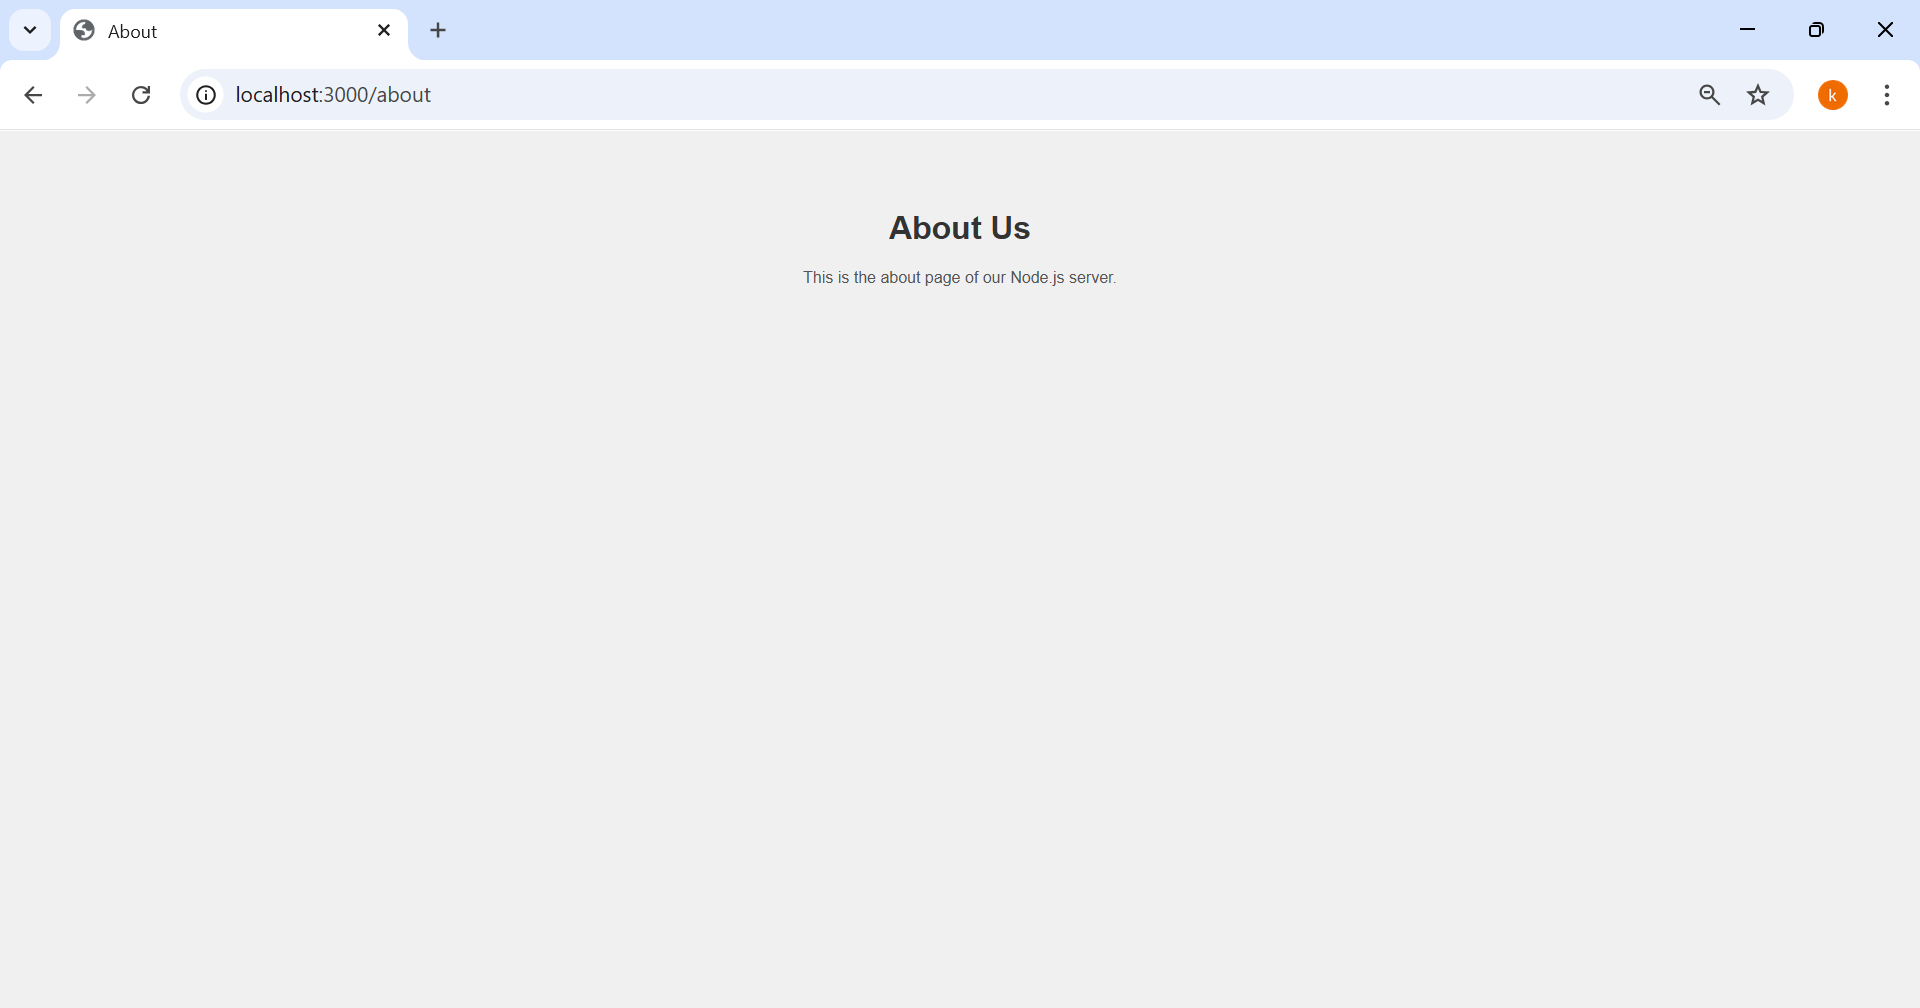 About
localhost:3000/about
k
About Us
This is the about page of our Node.js server.